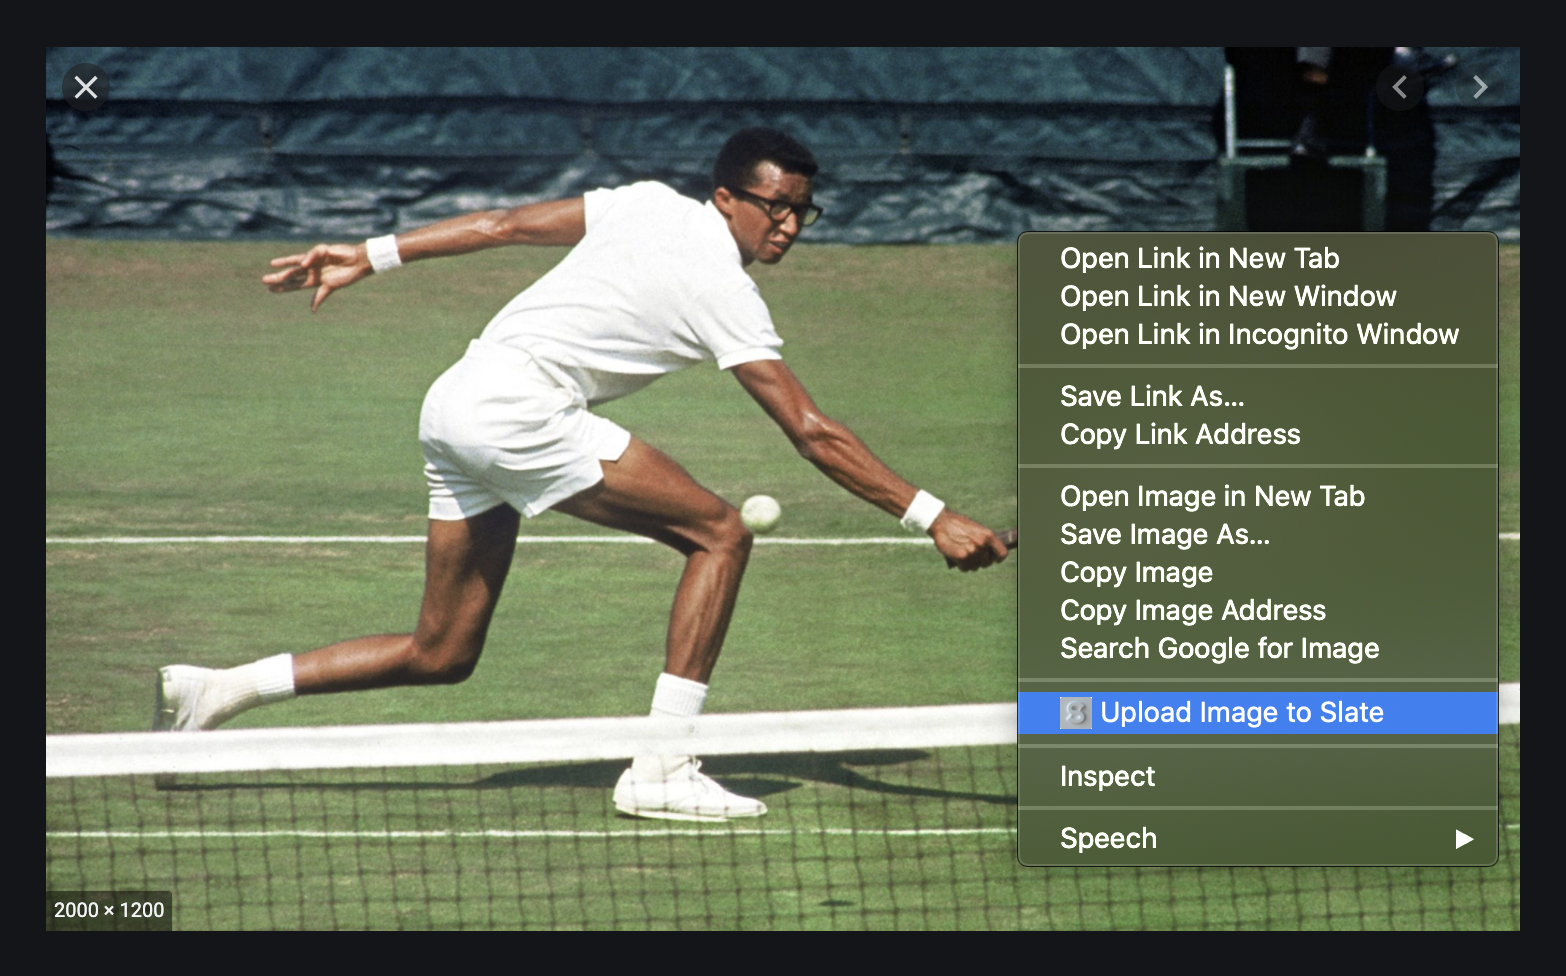 Open Link in New Tab
Open Link in New Window
Open Link in Incognito Window
Save Link As...
Copy Link Address
Open Image in New Tab
Save Image As...
Copy Image
Copy Image Address
Search Google for Image
Upload Image to Slate
Inspect
Speech
2000 × 1200